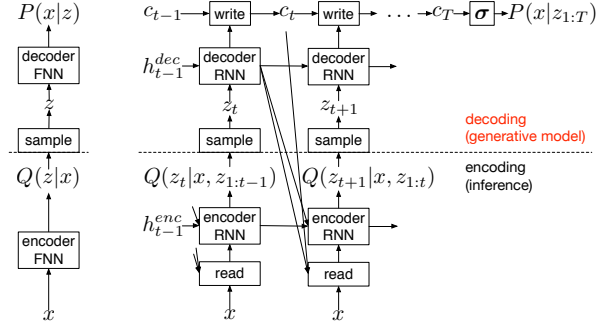 P(x|z)
decoder
FNN
z
sample
Q(z|x)
encoder
FNN
x
c_{t-1} write c_t write ... c_T σ P(x|z_{1:T})
h_{t-1}^{dec} decoder RNN decoder RNN
z_t z_{t+1}
sample sample
decoding
(generative model)
encoding
(inference)
Q(z_t|x, z_{1:t-1}) Q(z_{t+1}|x, z_{1:t})
h_{t-1}^{enc} encoder RNN encoder RNN
read read
x x